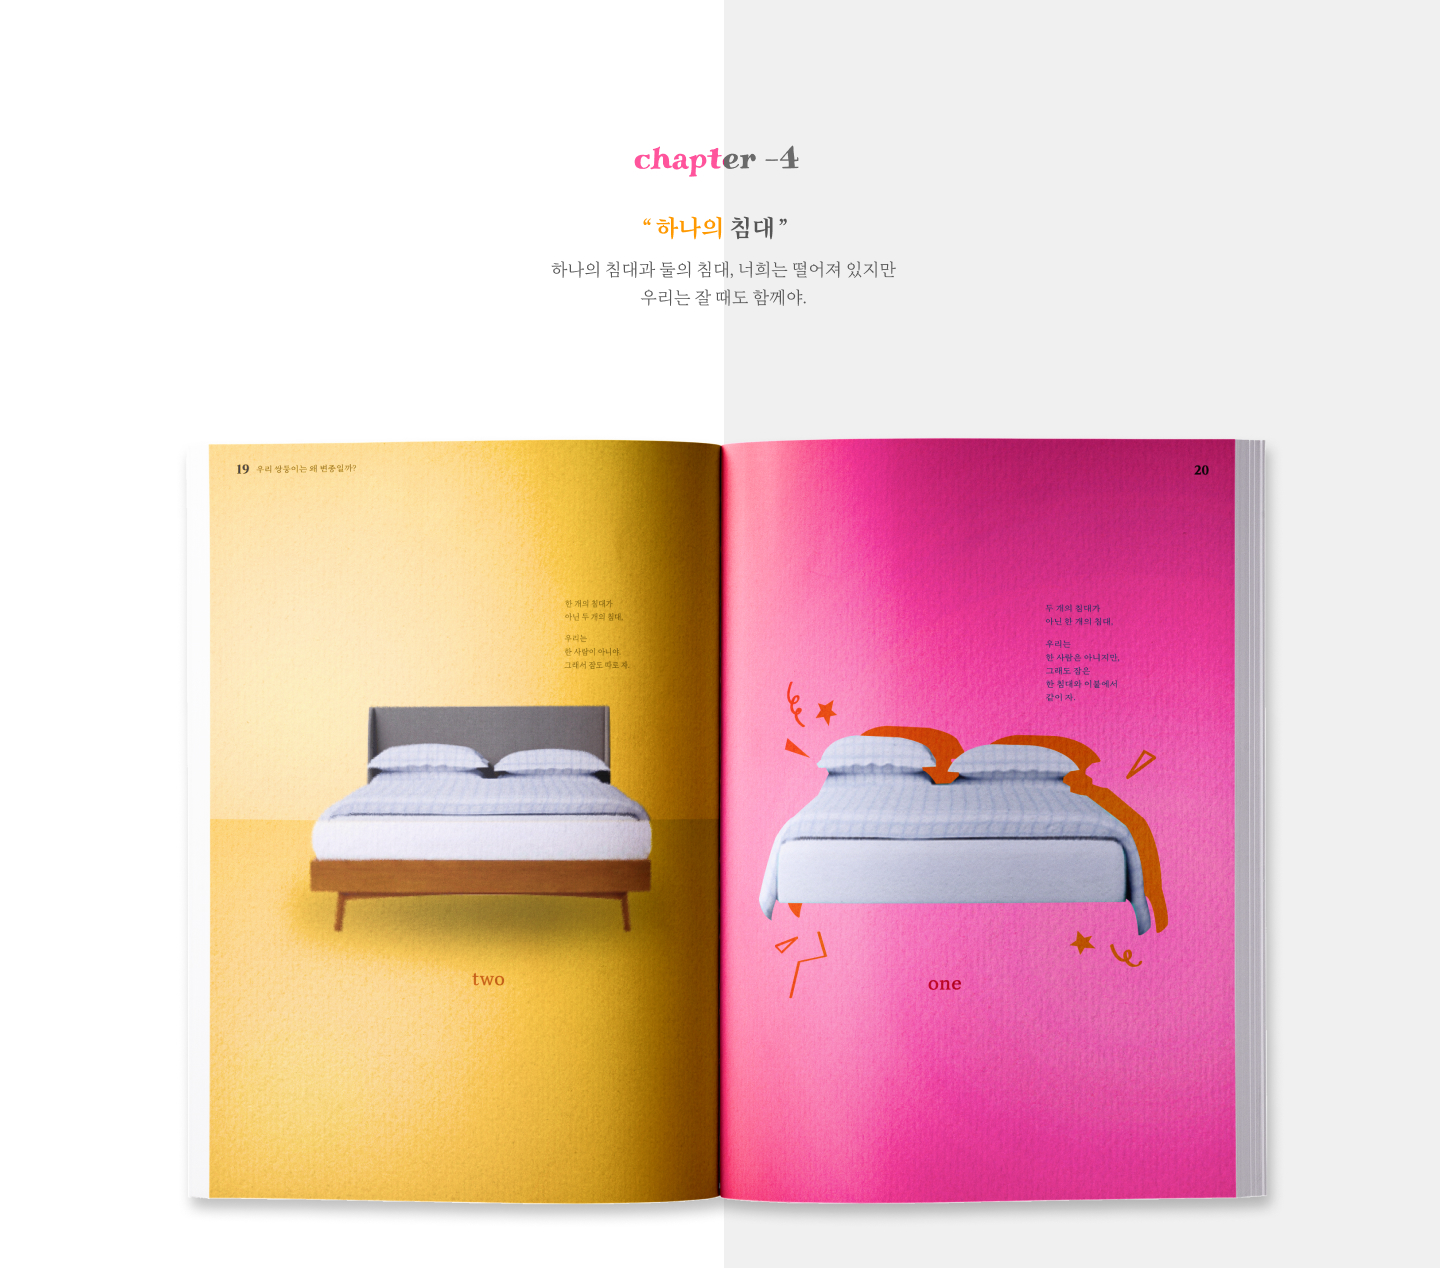 chapter -4
“ 하나의 침대 ”
하나의 침대과 둘의 침대, 너희는 떨어져 있지만
우리는 잘 때도 함께야.
19 우리 쌍둥이는 왜 변종일까?
20
한 개의 침대가
아닌 두 개의 침대,
우리는
한 사람이 아니야.
그래서 잠도 따로 자.
두 개의 침대가
아닌 한 개의 침대,
우리는
한 사람은 아니지만,
그래도 잠은
한 침대와 이불에서
같이 자.
two
one